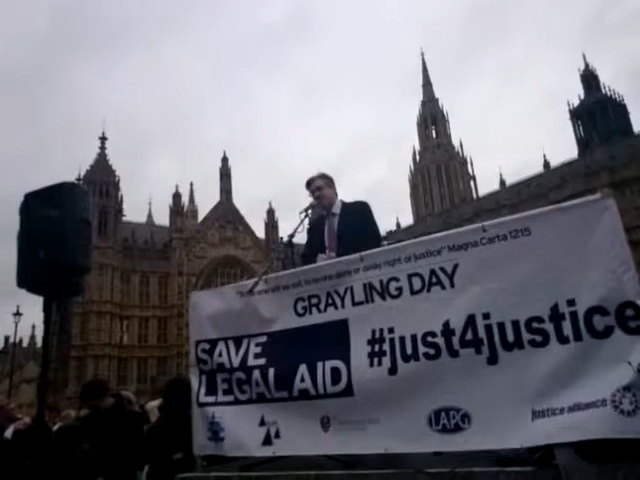 "To no one will we sell, to no one deny or delay right or justice" Magna Carta 1215
GRAYLING DAY
SAVE
LEGAL AID
#just4justice
LAPG
justice alliance